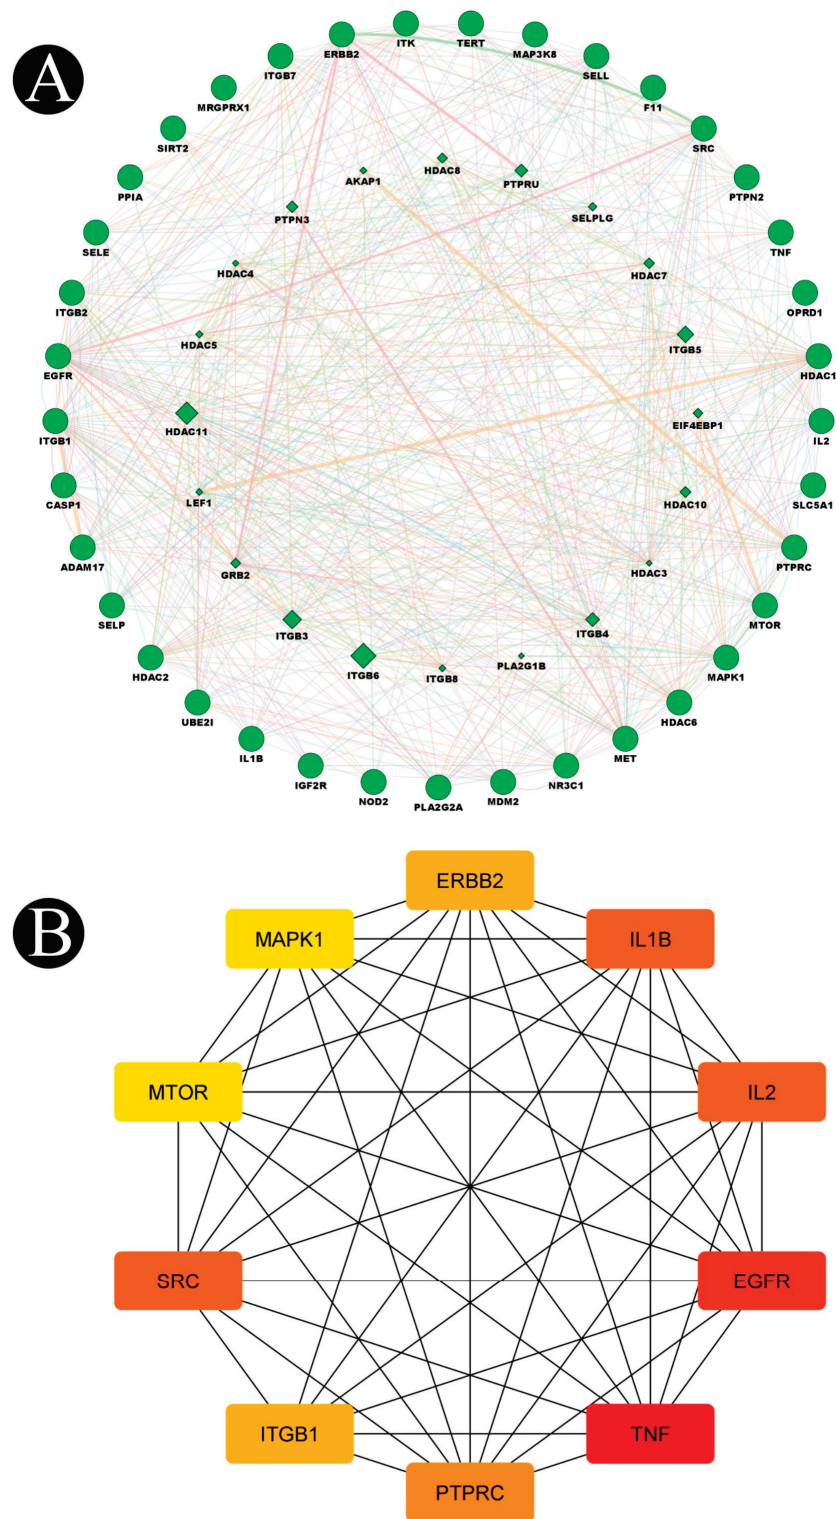 A
ERBB2
ITK
TERT
MAP3K8
SELL
F11
SRC
PTPN2
TNF
OPRD1
HDAC1
IL2
SLC5A1
PTPRC
MTOR
MAPK1
HDAC6
MET
NR3C1
MDM2
PLA2G2A
NOD2
IGF2R
IL1B
UBE2I
HDAC2
SELP
ADAM17
CASP1
ITGB1
EGFR
ITGB2
SELE
PPIA
SIRT2
MRGPRX1
ITGB7
AKAP1
HDAC8
PTPRU
SELPLG
HDAC7
ITGB5
EIF4EBP1
HDAC10
HDAC3
ITGB4
PLA2G1B
ITGB8
ITGB6
ITGB3
GRB2
LEF1
HDAC11
HDAC5
HDAC4
PTPN3
B
ERBB2
MAPK1
IL1B
MTOR
IL2
SRC
EGFR
ITGB1
TNF
PTPRC